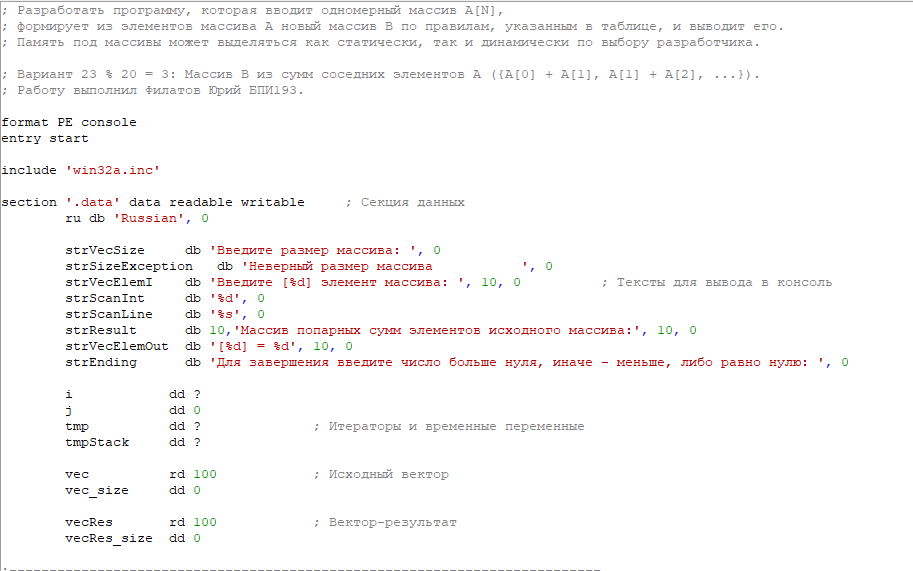 ; Разработать программу, которая вводит одномерный массив A[N],
; формирует из элементов массива A новый массив B по правилам, указанным в таблице, и выводит его.
; Память под массивы может выделяться как статически, так и динамически по выбору разработчика.
; Вариант 23 % 20 = 3: Массив B из сумм соседних элементов A ({A[0] + A[1], A[1] + A[2], ...}).
; Работу выполнил Филатов Юрий БПИ193.
format PE console
entry start
include 'win32a.inc'
section '.data' data readable writable ; Секция данных
ru db 'Russian', 0
strVecSize db 'Введите размер массива: ', 0
strSizeException db 'Неверный размер массива ', 0
strVecElemI db 'Введите [%d] элемент массива: ', 10, 0 ; Тексты для вывода в консоль
strScanInt db '%d', 0
strScanLine db '%s', 0
strResult db 10,'Массив попарных сумм элементов исходного массива:', 10, 0
strVecElemOut db '[%d] = %d', 10, 0
strEnding db 'Для завершения введите число больше нуля, иначе - меньше, либо равно нулю: ', 0
i dd ?
j dd 0
tmp dd ? ; Итераторы и временные переменные
tmpStack dd ?
vec rd 100 ; Исходный вектор
vec_size dd 0
vecRes rd 100 ; Вектор-результат
vecRes_size dd 0